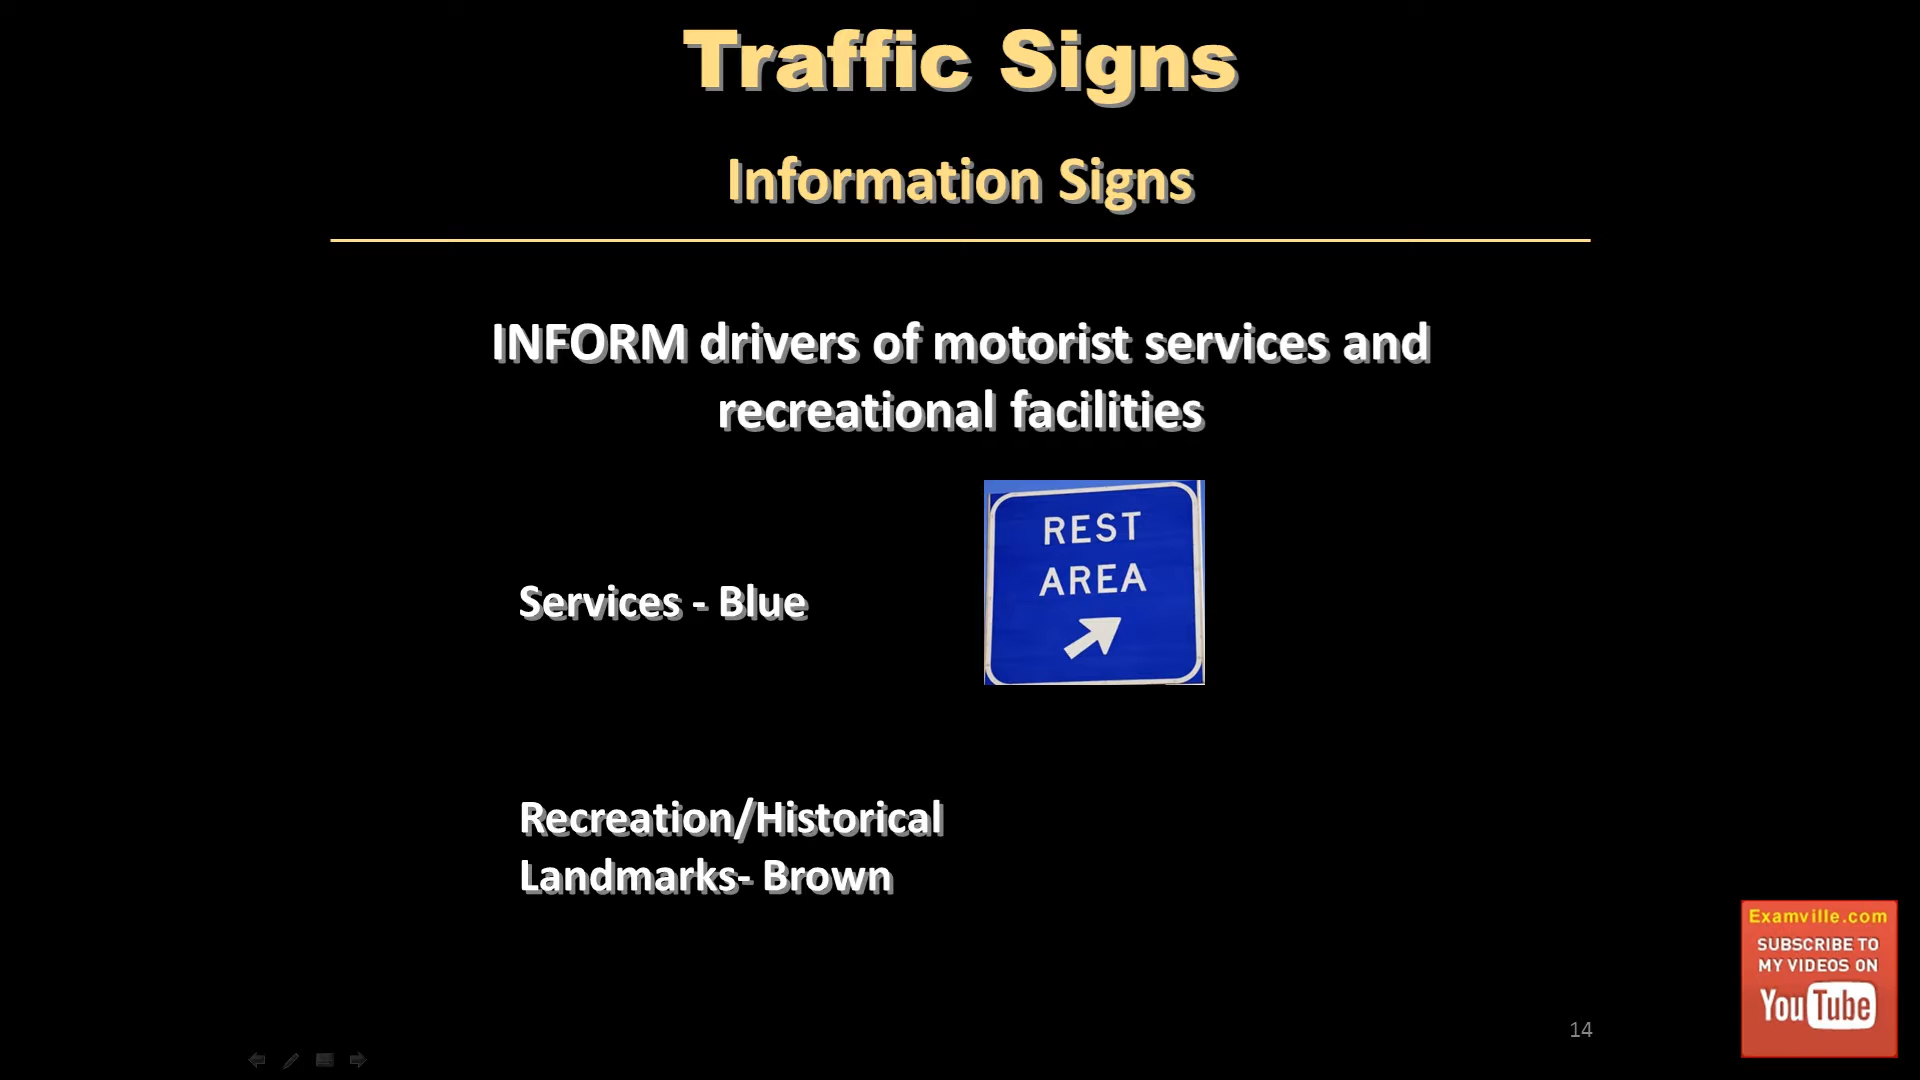 Traffic Signs
Information Signs
INFORM drivers of motorist services and
recreational facilities
REST
AREA
Services - Blue
Recreation/Historical
Landmarks- Brown
Examville.com
SUBSCRIBE TO
MY VIDEOS ON
YouTube
14